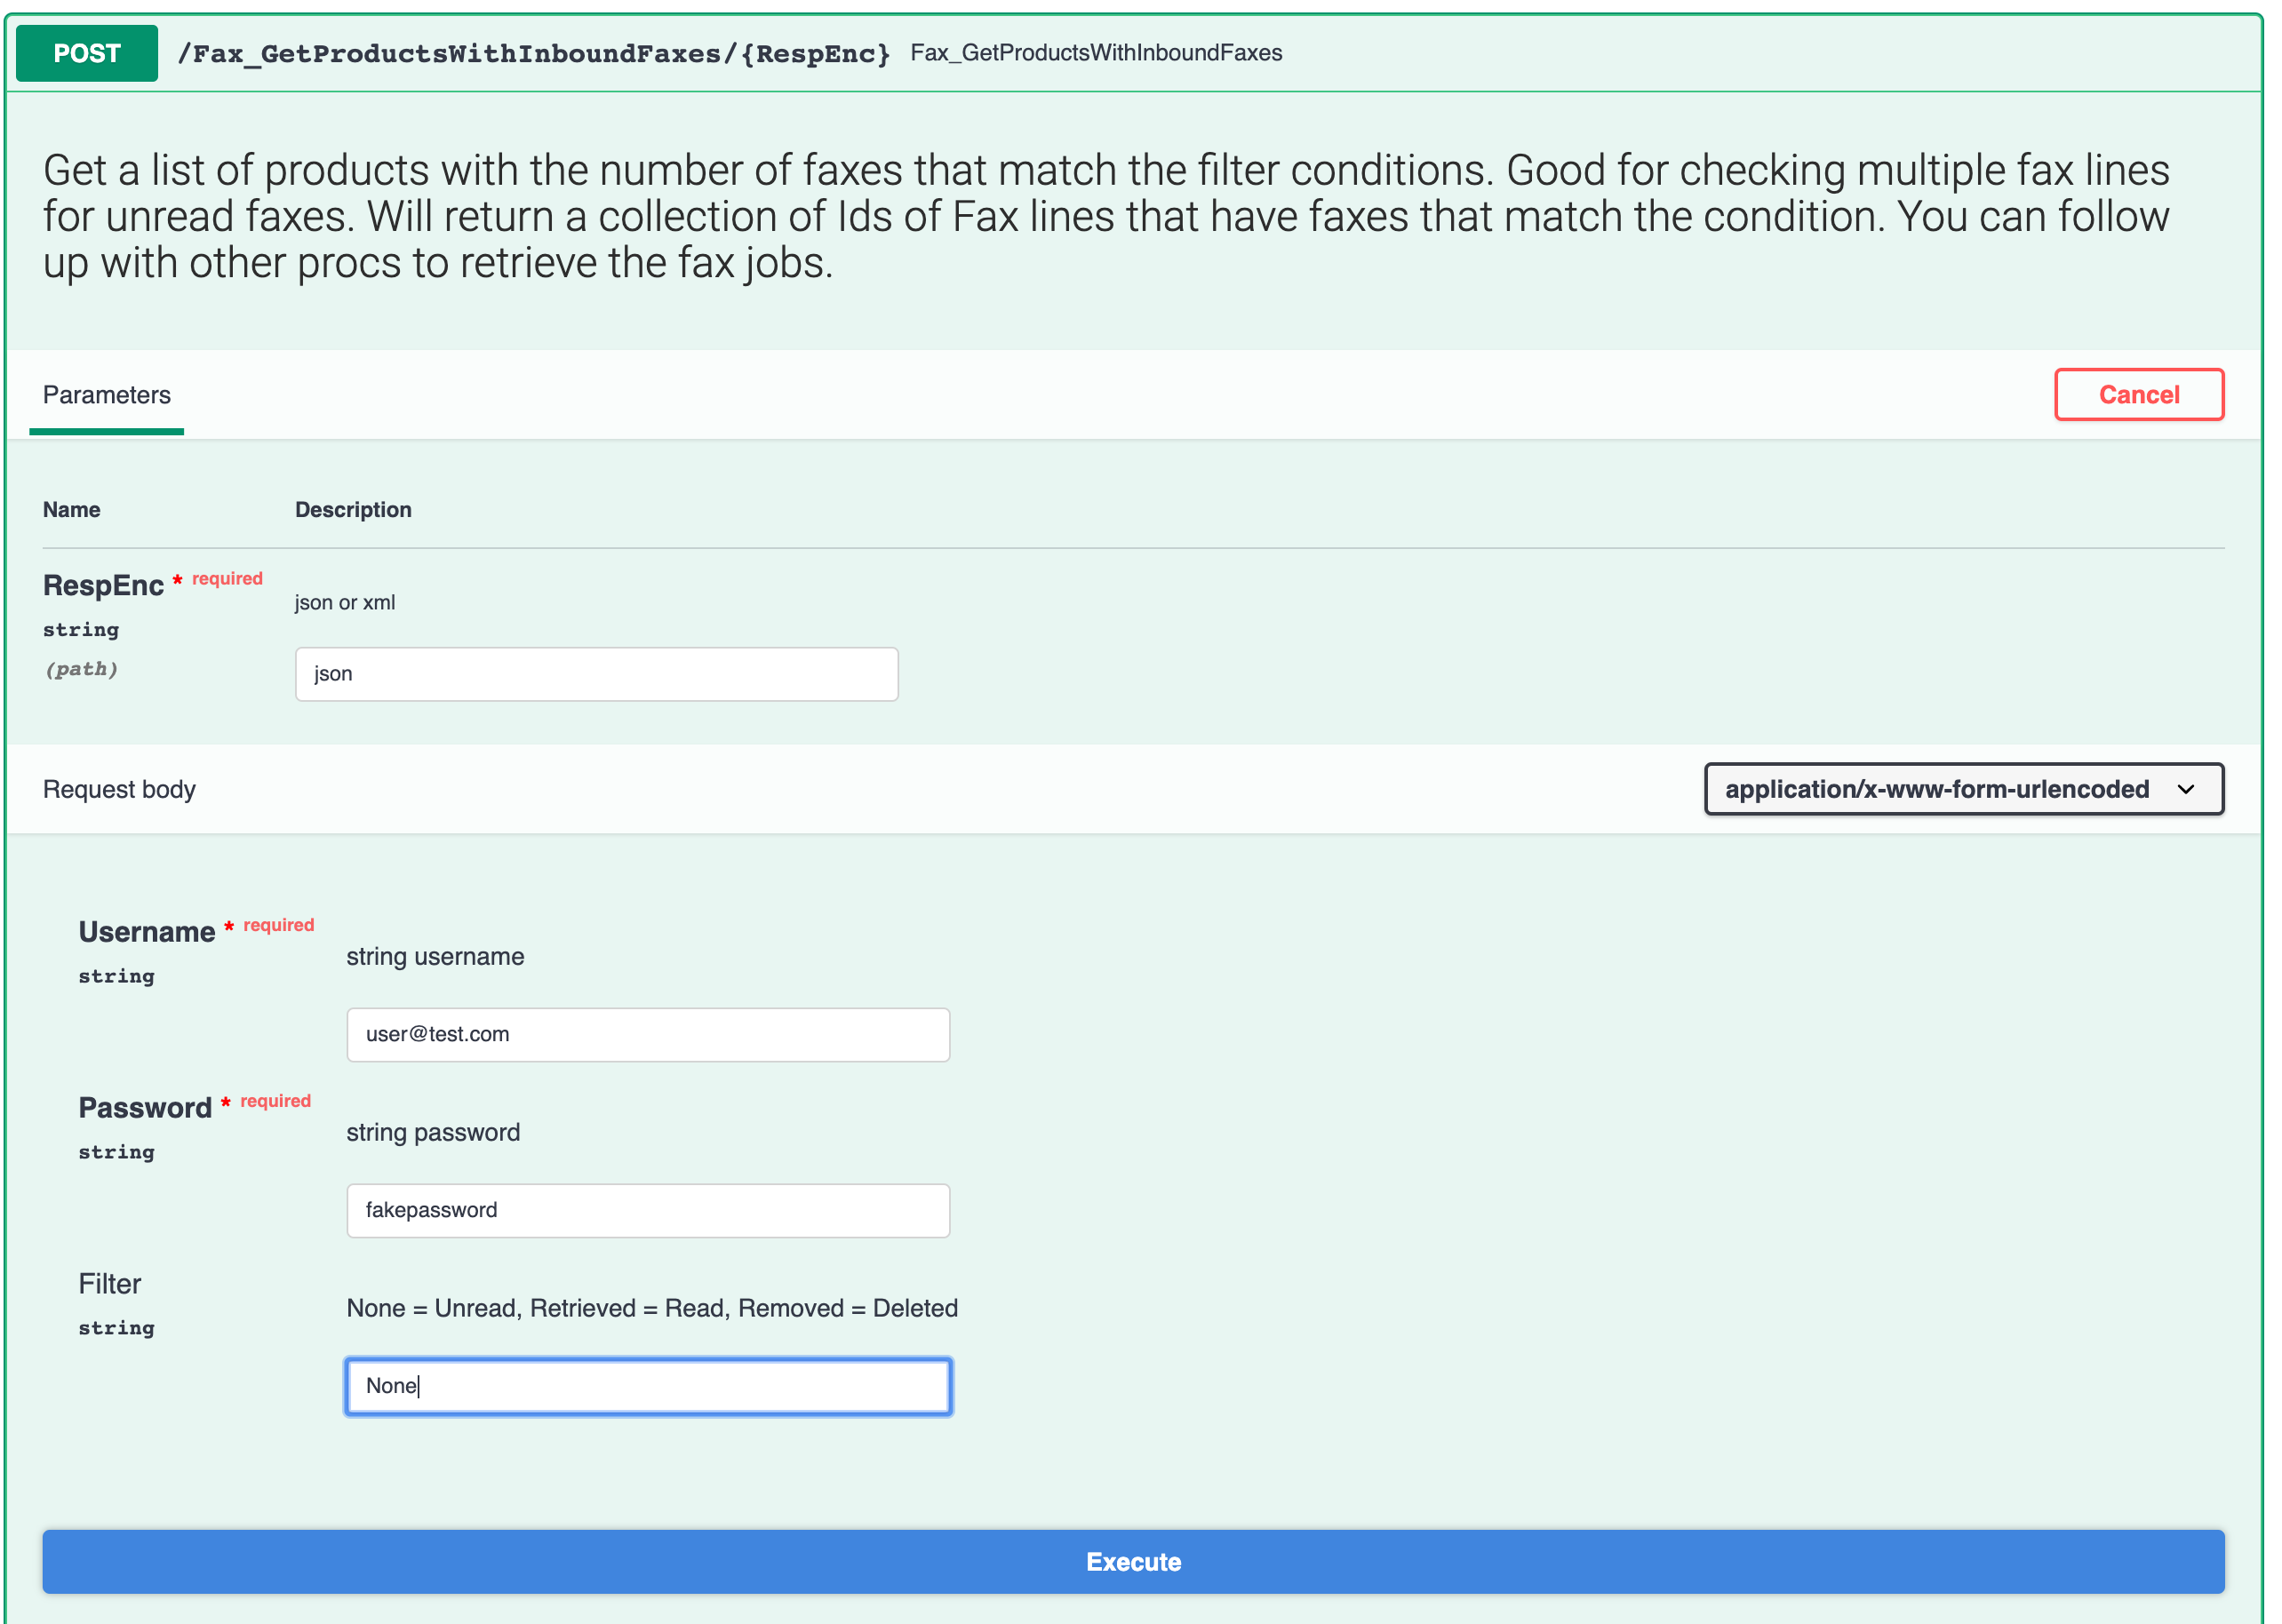 POST /Fax_GetProductsWithInboundFaxes/{RespEnc} Fax_GetProductsWithInboundFaxes
Get a list of products with the number of faxes that match the filter conditions. Good for checking multiple fax lines
for unread faxes. Will return a collection of Ids of Fax lines that have faxes that match the condition. You can follow
up with other procs to retrieve the fax jobs.
Parameters
Cancel
Name Description
RespEnc * required
json or xml
string
(path)
json
Request body
application/x-www-form-urlencoded
Username * required
string username
string
user@test.com
Password * required
string password
string
fakepassword
Filter
None = Unread, Retrieved = Read, Removed = Deleted
string
None
Execute